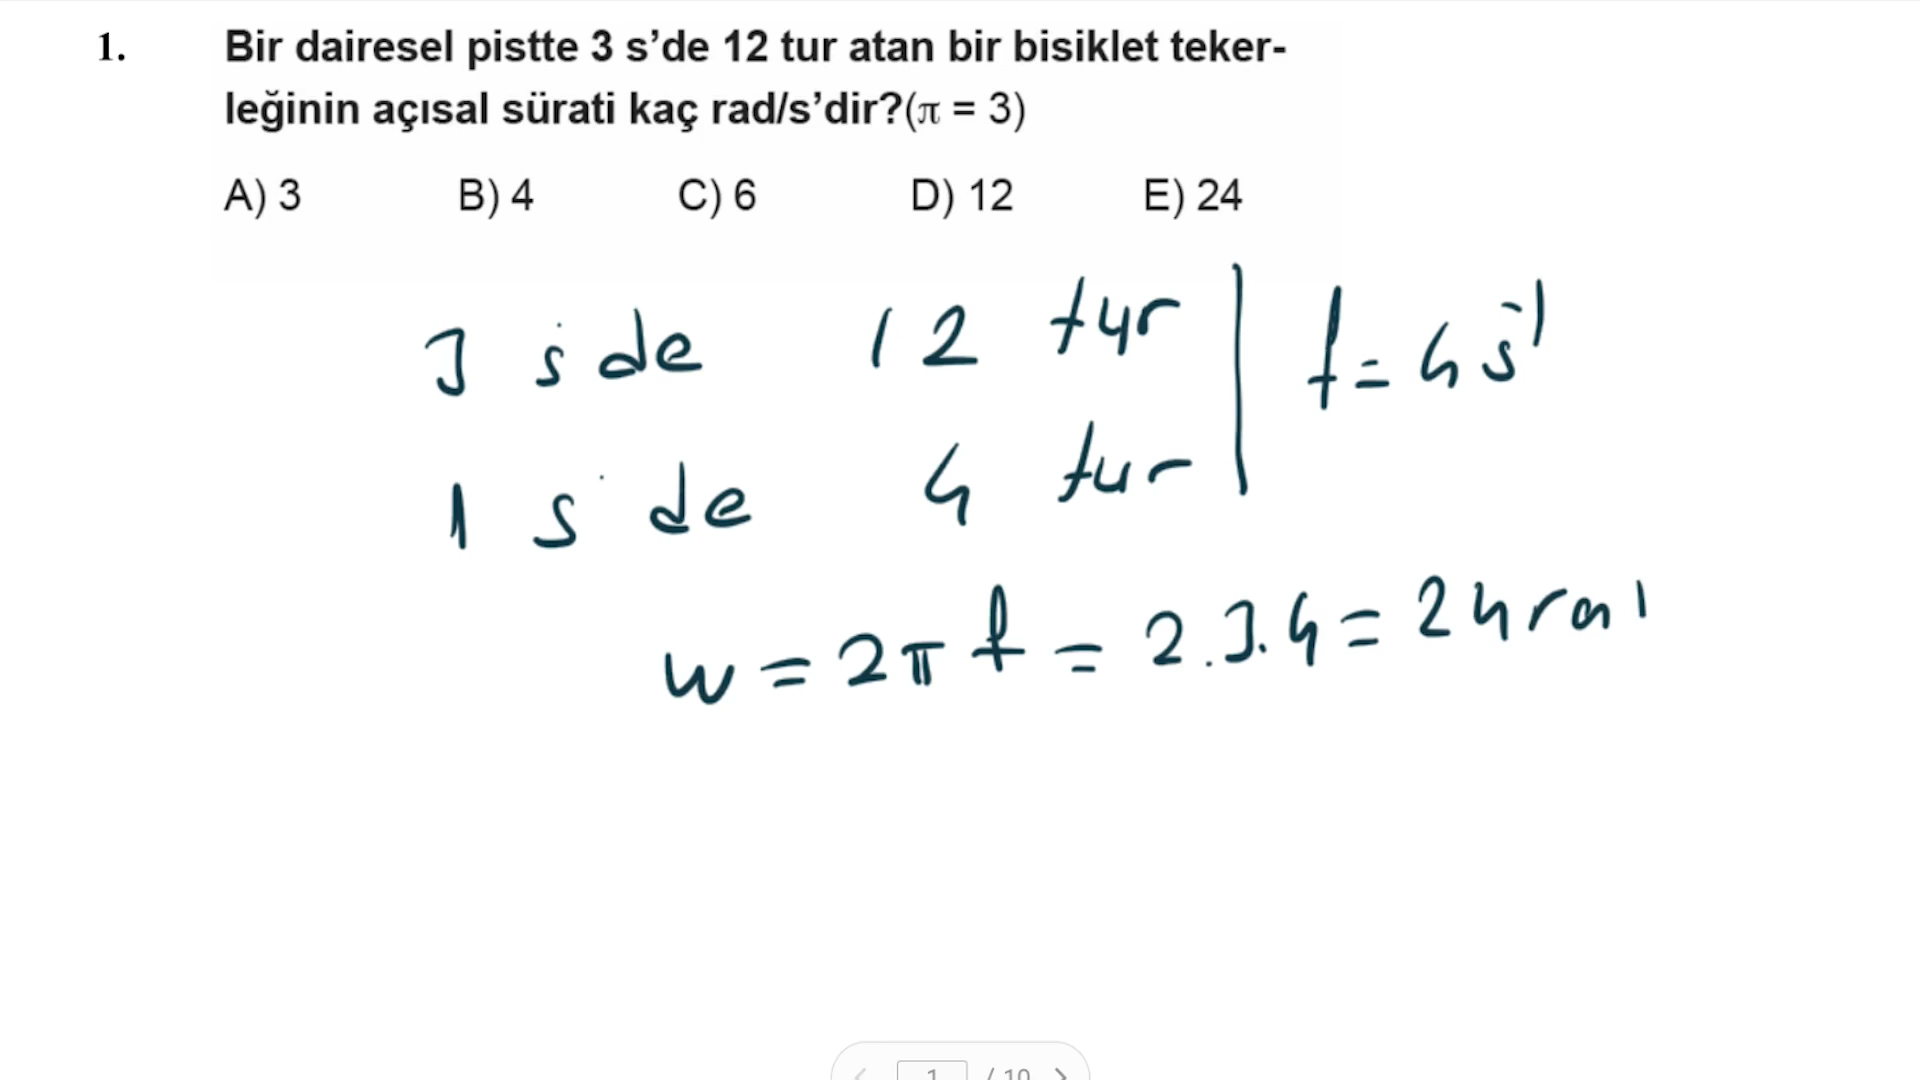 1. Bir dairesel pistte 3 s’de 12 tur atan bir bisiklet teker-
leğinin açısal sürati kaç rad/s’dir?(π = 3)
A) 3 B) 4 C) 6 D) 12 E) 24
3 s de 12 tur f = 4 s⁻¹
1 s de 4 tur
w = 2π f = 2.3.4 = 24 rad
1 / 10